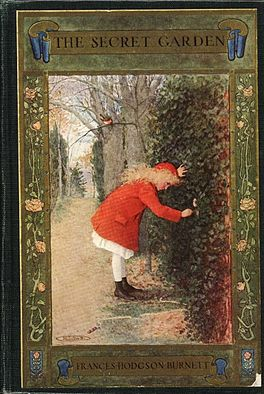 THE SECRET GARDEN
FRANCES·HODGSON·BURNETT